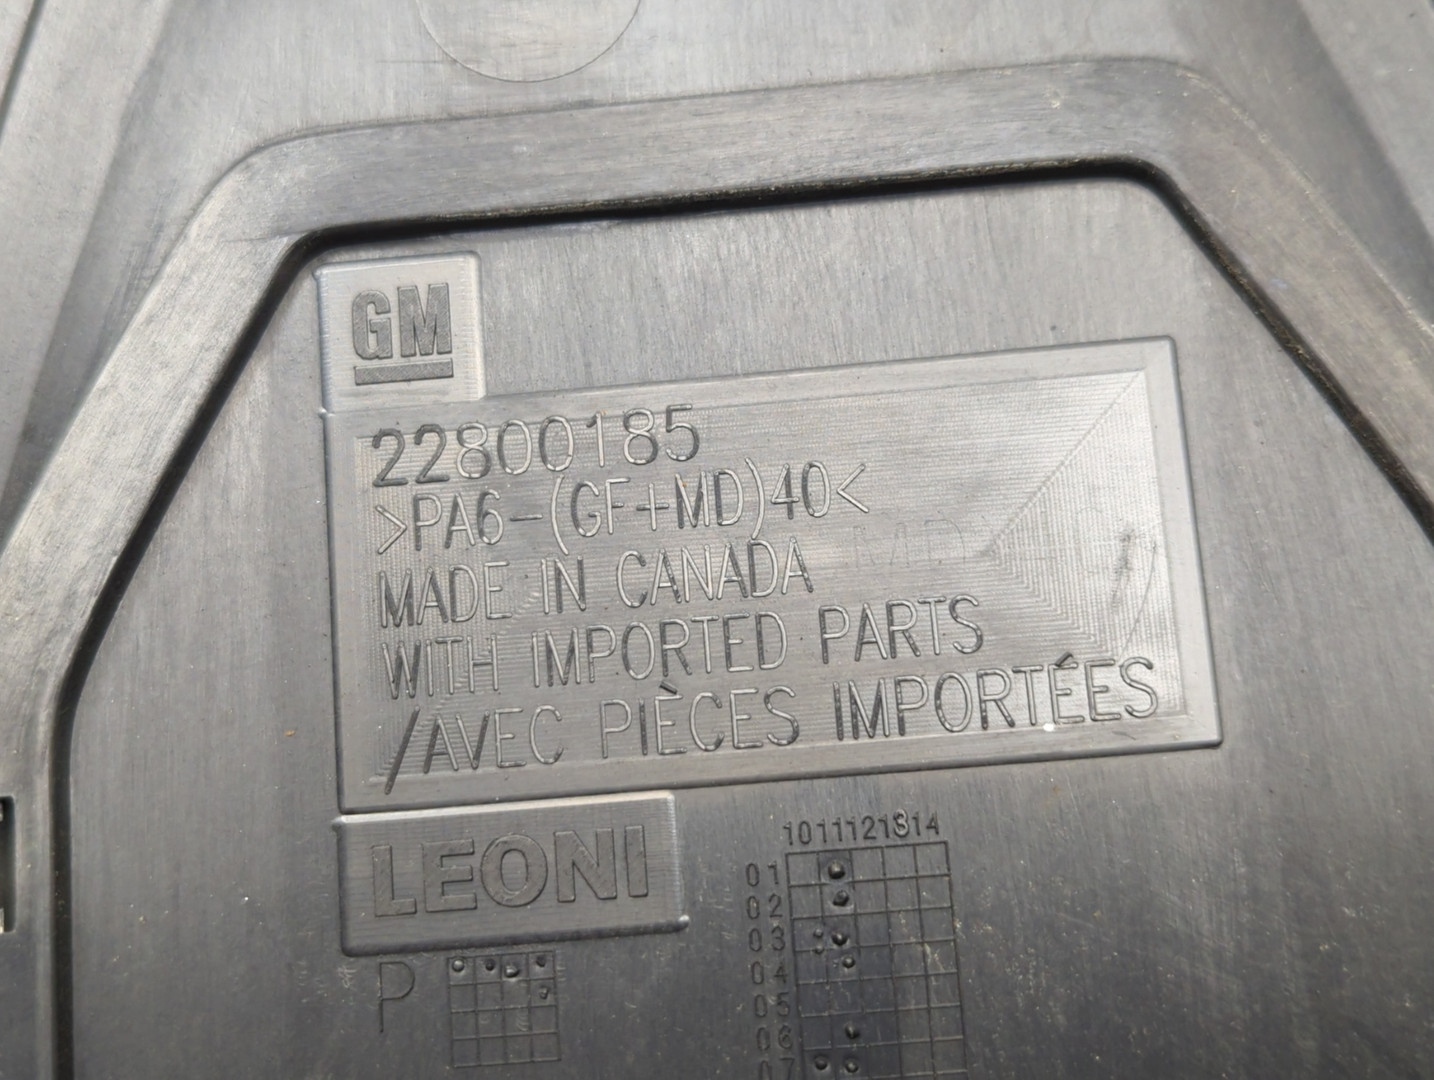 GM
22800185
>PA6-(GF+MD)40<
MADE IN CANADA
WITH IMPORTED PARTS
/AVEC PIÈCES IMPORTÉES
LEONI
P
1011121314
01
02
03
04
05
06
07